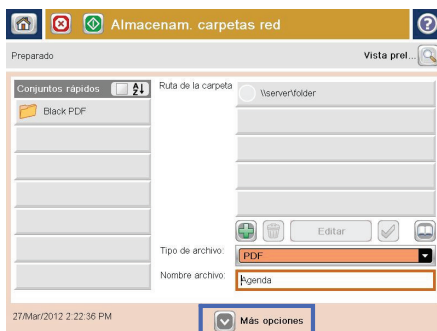 Almacenam. carpetas red
Preparado
Vista prel...
Conjuntos rápidos
Ruta de la carpeta
\\server\folder
Black PDF
Editar
Tipo de archivo:
PDF
Nombre archivo:
Agenda
27/Mar/2012 2:22:36 PM
Más opciones